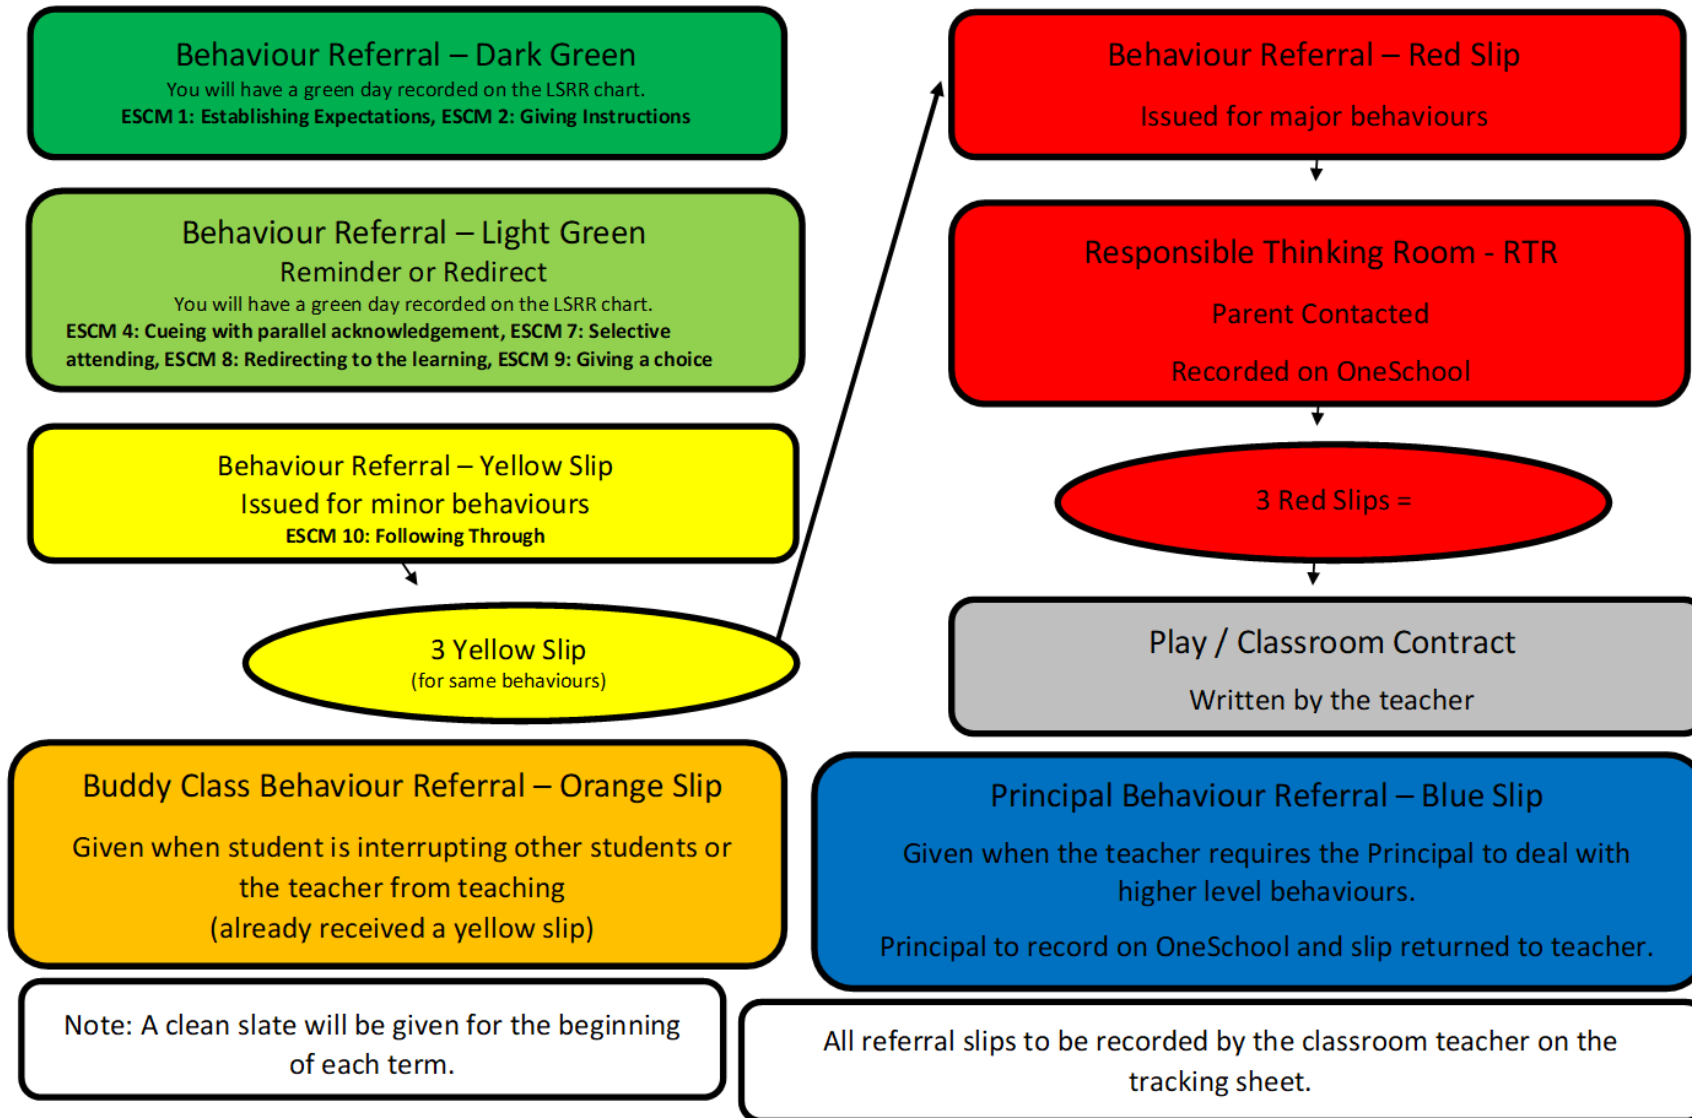 Behaviour Referral – Dark Green
You will have a green day recorded on the LSRR chart.
ESCM 1: Establishing Expectations, ESCM 2: Giving Instructions
Behaviour Referral – Light Green
Reminder or Redirect
You will have a green day recorded on the LSRR chart.
ESCM 4: Cueing with parallel acknowledgement, ESCM 7: Selective
attending, ESCM 8: Redirecting to the learning, ESCM 9: Giving a choice
Behaviour Referral – Yellow Slip
Issued for minor behaviours
ESCM 10: Following Through
3 Yellow Slip
(for same behaviours)
Buddy Class Behaviour Referral – Orange Slip
Given when student is interrupting other students or
the teacher from teaching
(already received a yellow slip)
Note: A clean slate will be given for the beginning
of each term.
Behaviour Referral – Red Slip
Issued for major behaviours
Responsible Thinking Room - RTR
Parent Contacted
Recorded on OneSchool
3 Red Slips =
Play / Classroom Contract
Written by the teacher
Principal Behaviour Referral – Blue Slip
Given when the teacher requires the Principal to deal with
higher level behaviours.
Principal to record on OneSchool and slip returned to teacher.
All referral slips to be recorded by the classroom teacher on the
tracking sheet.